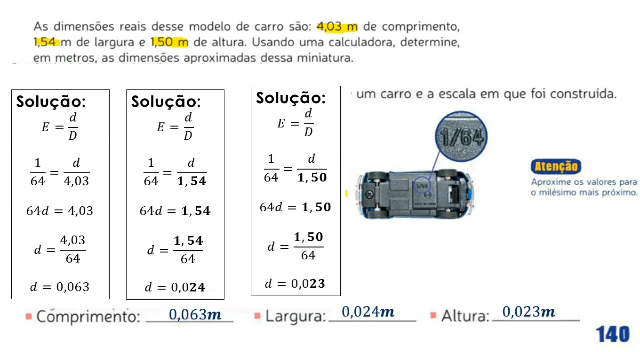 As dimensões reais desse modelo de carro são: 4,03 m de comprimento,
1,54 m de largura e 1,50 m de altura. Usando uma calculadora, determine,
em metros, as dimensões aproximadas dessa miniatura.
um carro e a escala em que foi construída.
Solução:
E = d/D
1/64 = d/4,03
64d = 4,03
d = 4,03/64
d = 0,063
Solução:
E = d/D
1/64 = d/1,54
64d = 1,54
d = 1,54/64
d = 0,024
Solução:
E = d/D
1/64 = d/1,50
64d = 1,50
d = 1,50/64
d = 0,023
1/64
1/64
Atenção
Aproxime os valores para
o milésimo mais próximo.
Comprimento: 0,063m Largura: 0,024m Altura: 0,023m
140